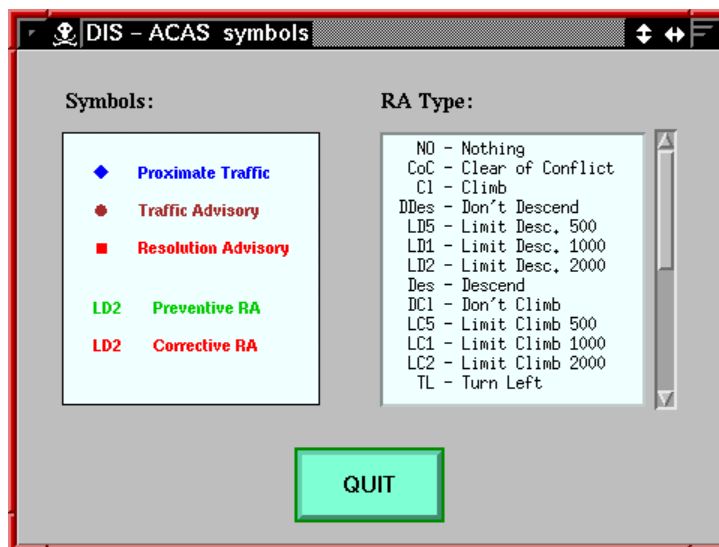 DIS – ACAS symbols
Symbols:
Proximate Traffic
Traffic Advisory
Resolution Advisory
LD2 Preventive RA
LD2 Corrective RA
RA Type:
NO – Nothing
CoC – Clear of Conflict
Cl – Climb
DDes – Don't Descend
LD5 – Limit Desc. 500
LD1 – Limit Desc. 1000
LD2 – Limit Desc. 2000
Des – Descend
DCl – Don't Climb
LC5 – Limit Climb 500
LC1 – Limit Climb 1000
LC2 – Limit Climb 2000
TL – Turn Left
QUIT